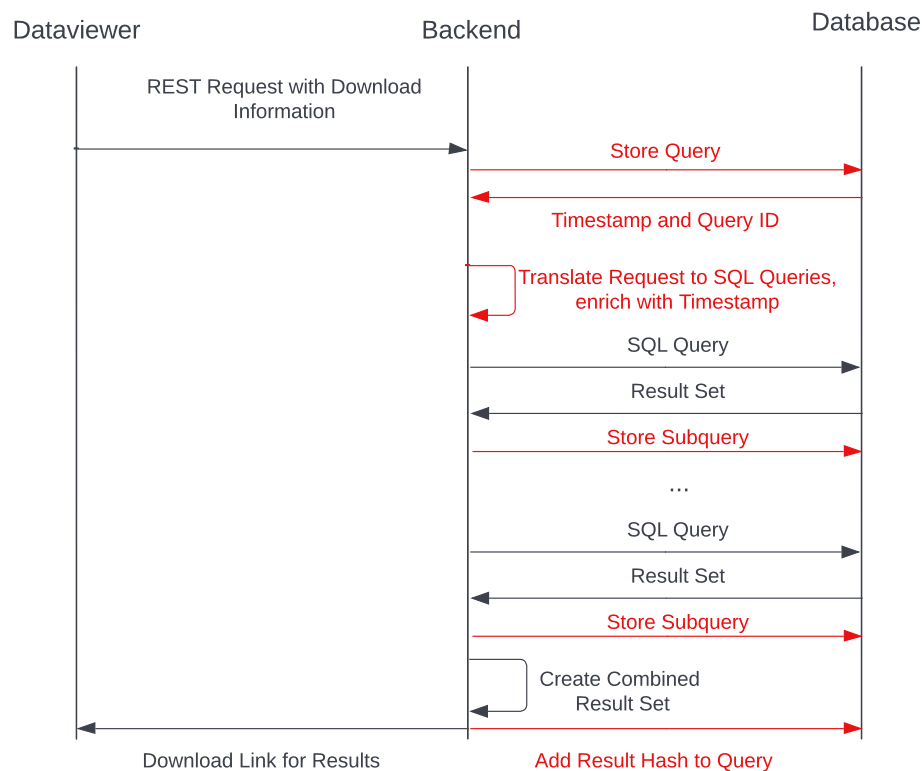 Dataviewer
Backend
Database
REST Request with Download
Information
Store Query
Timestamp and Query ID
Translate Request to SQL Queries,
enrich with Timestamp
SQL Query
Result Set
Store Subquery
...
SQL Query
Result Set
Store Subquery
Create Combined
Result Set
Download Link for Results
Add Result Hash to Query